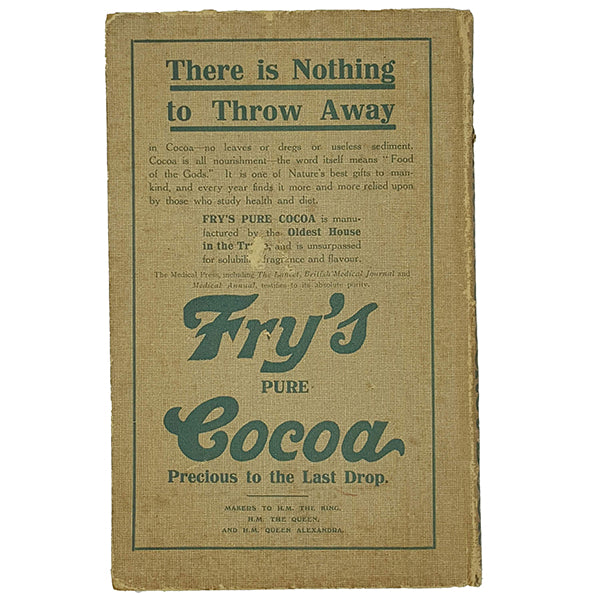 There is Nothing
to Throw Away
in Cocoa—no leaves or dregs or useless sediment.
Cocoa is all nourishment—the word itself means "Food
of the Gods." It is one of Nature's best gifts to man-
kind, and every year finds it more and more relied upon
by those who study health and diet.
FRY'S PURE COCOA is manu-
factured by the Oldest House
in the Trade, and is unsurpassed
for solubility, fragrance and flavour.
The Medical Press, including The Lancet, British Medical Journal and
Medical Annual, testifies to its absolute purity.
Fry's
PURE
Cocoa
Precious to the Last Drop.
MAKERS TO H.M. THE KING,
H.M. THE QUEEN,
AND H.M. QUEEN ALEXANDRA.